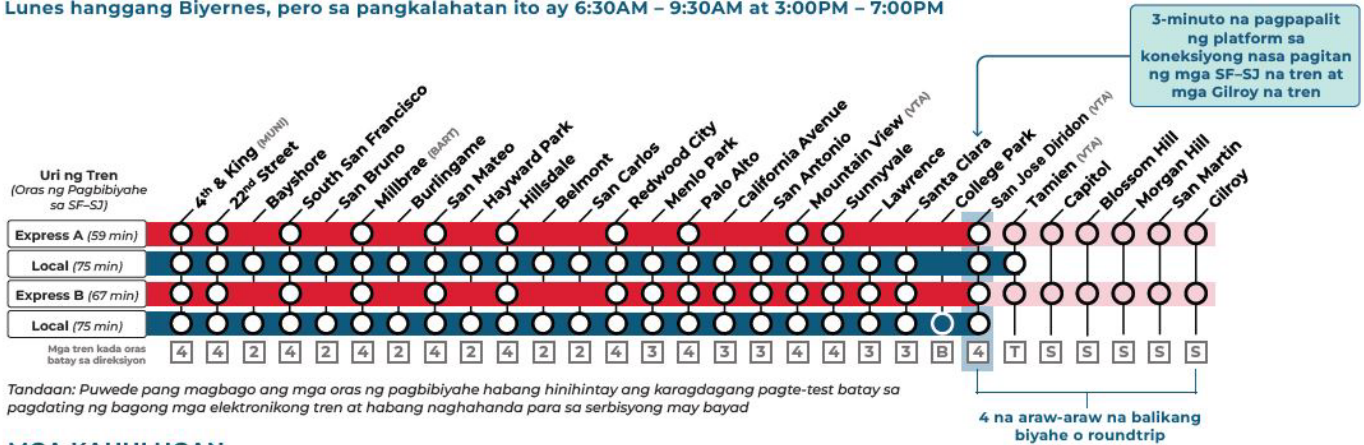 Lunes hanggang Biyernes, pero sa pangkalahatan ito ay 6:30AM – 9:30AM at 3:00PM – 7:00PM
3-minuto na pagpapalit
ng platform sa
koneksiyong nasa pagitan
ng mga SF–SJ na tren at
mga Gilroy na tren
Uri ng Tren
(Oras ng Pagbibiyahe
sa SF–SJ)
4th & King (MUNI)
22nd Street
Bayshore
South San Francisco
San Bruno
Millbrae (BART)
Burlingame
San Mateo
Hayward Park
Hillsdale
Belmont
San Carlos
Redwood City
Menlo Park
Palo Alto
California Avenue
San Antonio
Mountain View (VTA)
Sunnyvale
Lawrence
Santa Clara
College Park
San Jose Diridon (VTA)
Tamien (VTA)
Capitol
Blossom Hill
Morgan Hill
San Martin
Gilroy
Express A (59 min)
Local (75 min)
Express B (67 min)
Local (75 min)
Mga tren kada oras
batay sa direksiyon
4 4 2 4 2 4 2 4 2 4 2 2 4 3 4 3 3 4 4 3 3 B 4 T S S S S S
Tandaan: Puwede pang magbago ang mga oras ng pagbibiyahe habang hinihintay ang karagdagang pagte-test batay sa
pagdating ng bagong mga elektronikong tren at habang naghahanda para sa serbisyong may bayad
4 na araw-araw na balikang
biyahe o roundtrip